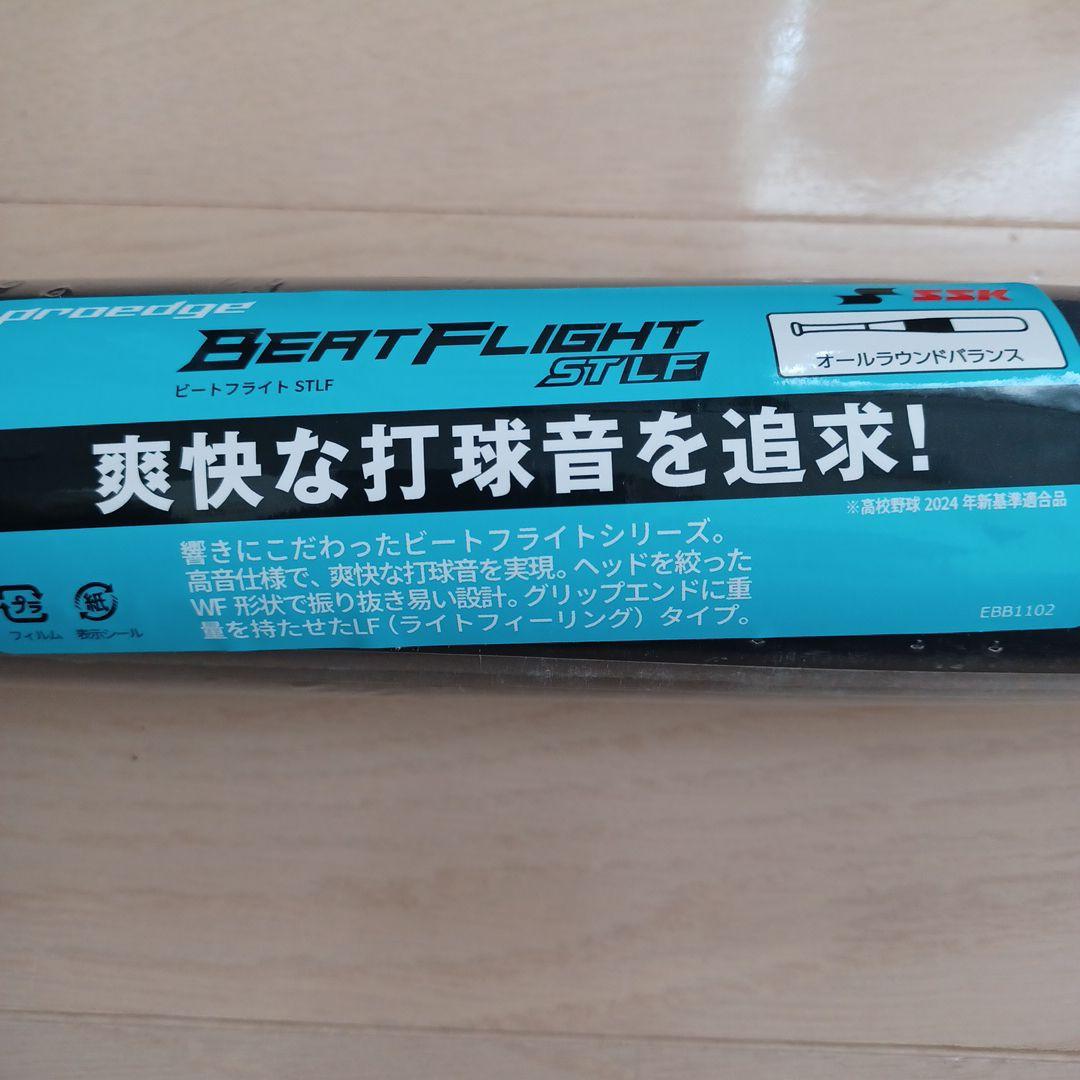 proedge
SSK
BEATFLIGHT
STLF
ビートフライト STLF
オールラウンドバランス
爽快な打球音を追求!
※高校野球 2024 年新基準適合品
響きにこだわったビートフライトシリーズ。
高音仕様で、爽快な打球音を実現。ヘッドを絞った
WF 形状で振り抜き易い設計。グリップエンドに重
量を持たせたLF(ライトフィーリング)タイプ。
プラ
紙
フィルム 表示シール
EBB1102